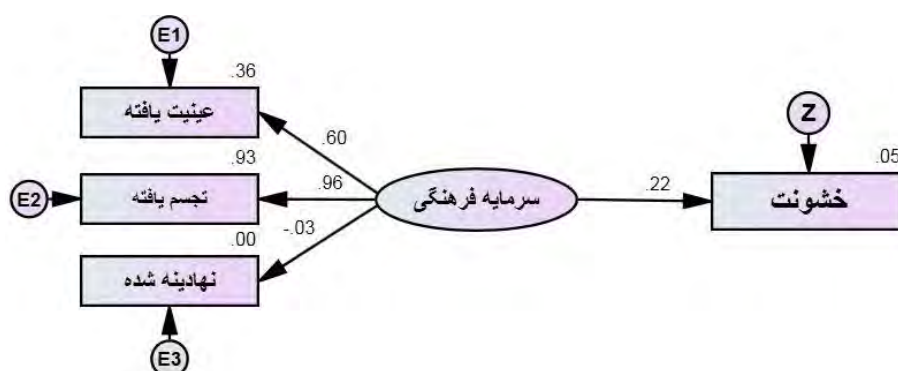 E1
.36
عینیت یافته
.60
Z
.05
.93
E2
تجسم یافته
.96
سرمایه فرهنگی
.22
خشونت
-.03
.00
نهادینه شده
E3